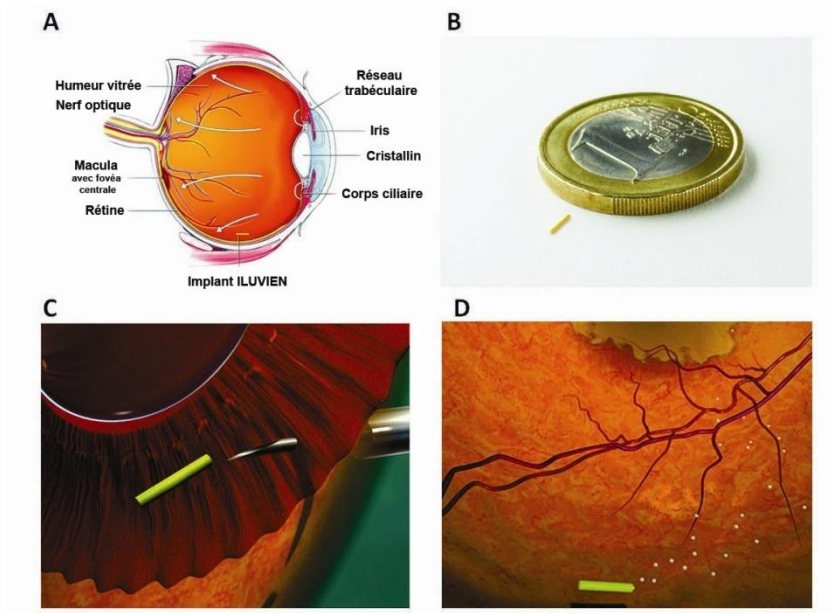 A
B
Humeur vitrée
Nerf optique
Réseau
trabéculaire
Iris
Cristallin
Macula
avec fovéa
centrale
Corps ciliaire
Rétine
Implant ILUVIEN
C
D